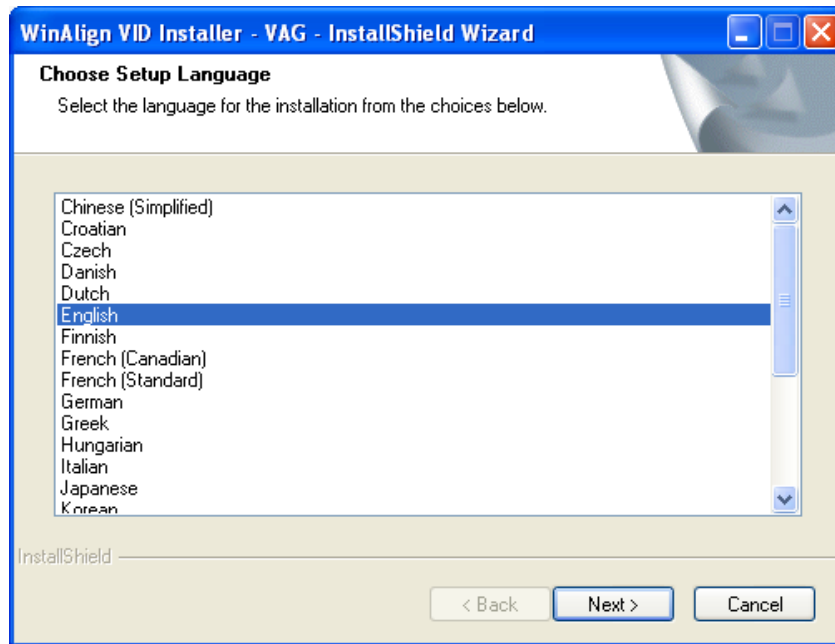 WinAlign VID Installer - VAG - InstallShield Wizard
Choose Setup Language
Select the language for the installation from the choices below.
Chinese (Simplified)
Croatian
Czech
Danish
Dutch
English
Finnish
French (Canadian)
French (Standard)
German
Greek
Hungarian
Italian
Japanese
Korean
InstallShield
< Back
Next >
Cancel